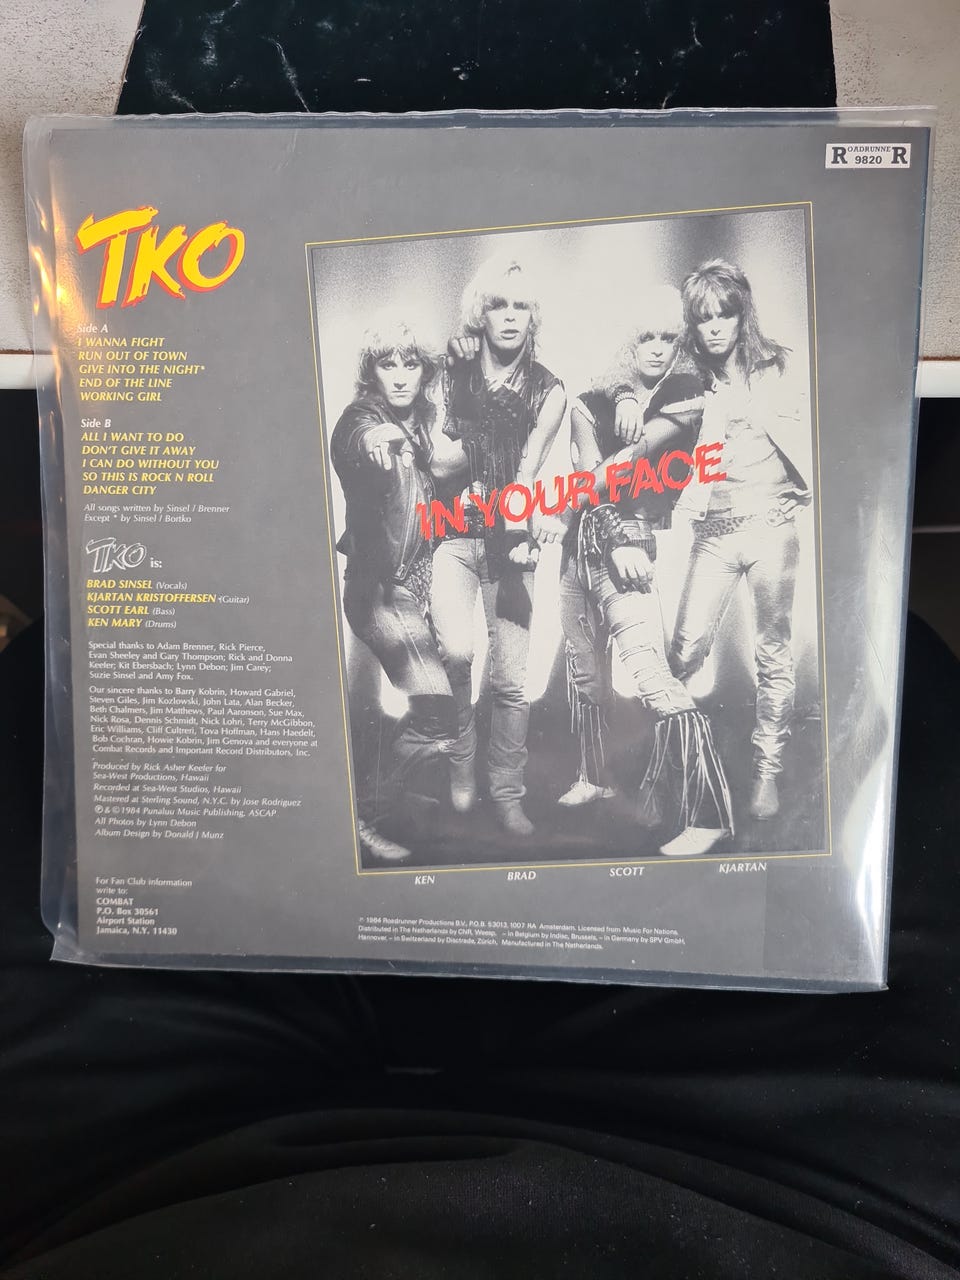 ROADRUNNER
9820
TKO
Side A
I WANNA FIGHT
RUN OUT OF TOWN
GIVE INTO THE NIGHT*
END OF THE LINE
WORKING GIRL
Side B
ALL I WANT TO DO
DON'T GIVE IT AWAY
I CAN DO WITHOUT YOU
SO THIS IS ROCK N ROLL
DANGER CITY
All songs written by Sinsel / Brenner
Except * by Sinsel / Bortko
TKO is:
BRAD SINSEL (Vocals)
KJARTAN KRISTOFFERSEN (Guitar)
SCOTT EARL (Bass)
KEN MARY (Drums)
Special thanks to Adam Brenner, Rick Pierce,
Evan Sheeley and Gary Thompson; Rick and Donna
Keefer; Kit Ebersbach; Lynn Debon; Jim Carey;
Suzie Sinsel and Amy Fox.
Our sincere thanks to Barry Kobrin, Howard Gabriel,
Steven Giles, Jim Kozlowski, John Lata, Alan Becker,
Beth Chalmers, Jim Matthews, Paul Aaronson, Sue Max,
Nick Rosa, Dennis Schmidt, Nick Lohri, Terry McGibbon,
Eric Williams, Cliff Cultreri, Tova Hoffman, Hans Haedelt,
Bob Cochran, Howie Kobrin, Jim Genova and everyone at
Combat Records and Important Record Distributors, Inc.
Produced by Rick Asher Keefer for
Sea-West Productions, Hawaii
Recorded at Sea-West Studios, Hawaii
Mastered at Sterling Sound, N.Y.C. by Jose Rodriguez
℗ & © 1984 Punaluu Music Publishing, ASCAP
All Photos by Lynn Debon
Album Design by Donald J Munz
For Fan Club information
write to:
COMBAT
P.O. Box 30561
Airport Station
Jamaica, N.Y. 11430
IN YOUR FACE
KEN BRAD SCOTT KJARTAN
℗ 1984 Roadrunner Productions B.V., P.O.B. 53013, 1007 RA Amsterdam. Licensed from Music For Nations.
Distributed in The Netherlands by CNR, Weesp. – in Belgium by Indisc, Brussels, – in Germany by SPV GmbH,
Hannover, – in Switzerland by Disctrade, Zürich, Manufactured in The Netherlands.